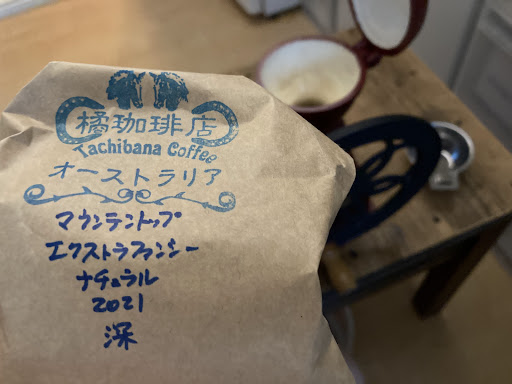 橘珈琲店
Tachibana Coffee
オーストラリア
マウンテントップ
エクストラファンシー
ナチュラル
2021
深